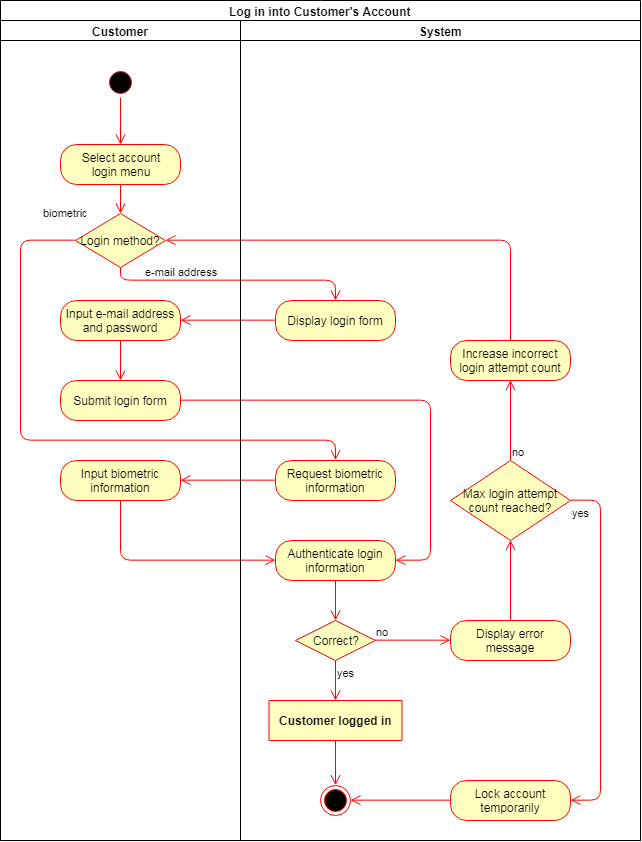 Log in into Customer's Account
Customer
System
Select account
login menu
biometric
Login method?
e-mail address
Input e-mail address
and password
Display login form
Increase incorrect
login attempt count
Submit login form
no
Input biometric
information
Request biometric
information
Max login attempt
count reached?
yes
Authenticate login
information
Correct?
no
Display error
message
yes
Customer logged in
Lock account
temporarily